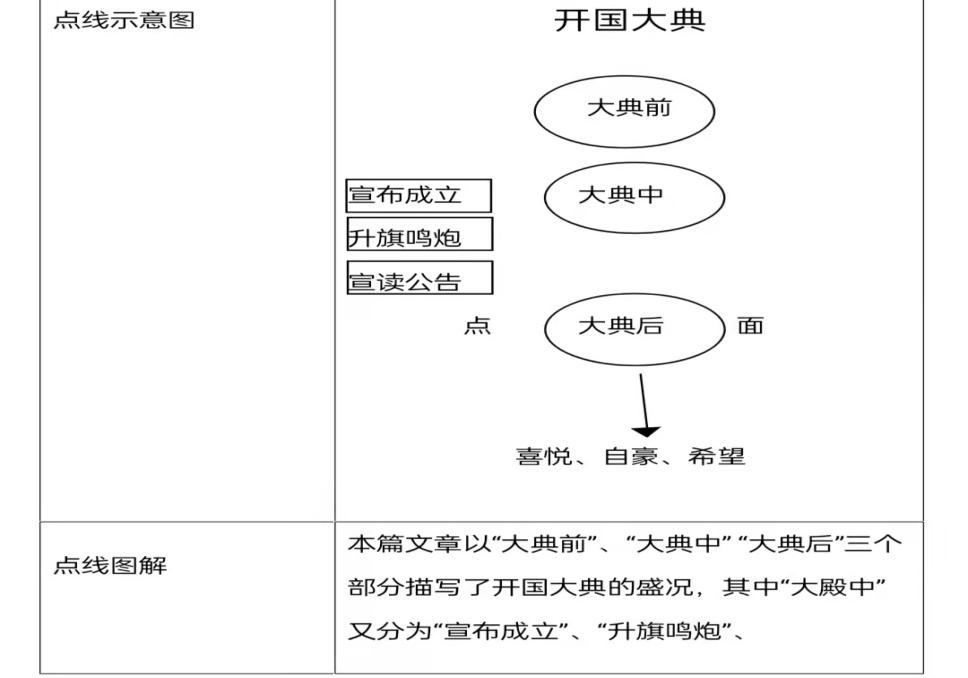 点线示意图
开国大典
大典前
宣布成立
大典中
升旗鸣炮
宣读公告
点 大典后 面
喜悦、自豪、希望
点线图解
本篇文章以“大典前”、“大典中” “大典后”三个
部分描写了开国大典的盛况，其中“大殿中”
又分为“宣布成立”、“升旗鸣炮”、